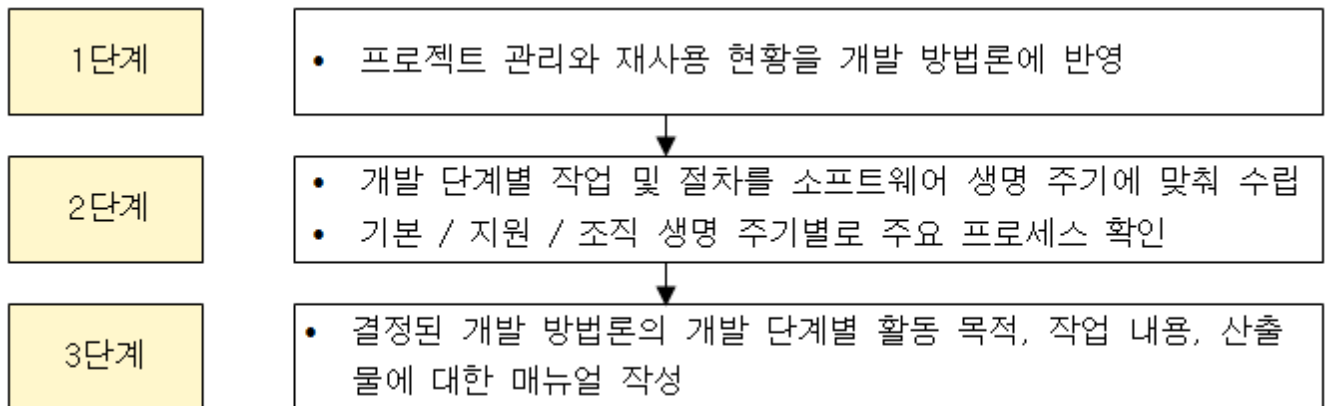 1단계
• 프로젝트 관리와 재사용 현황을 개발 방법론에 반영
2단계
• 개발 단계별 작업 및 절차를 소프트웨어 생명 주기에 맞춰 수립
• 기본 / 지원 / 조직 생명 주기별로 주요 프로세스 확인
3단계
• 결정된 개발 방법론의 개발 단계별 활동 목적, 작업 내용, 산출
물에 대한 매뉴얼 작성